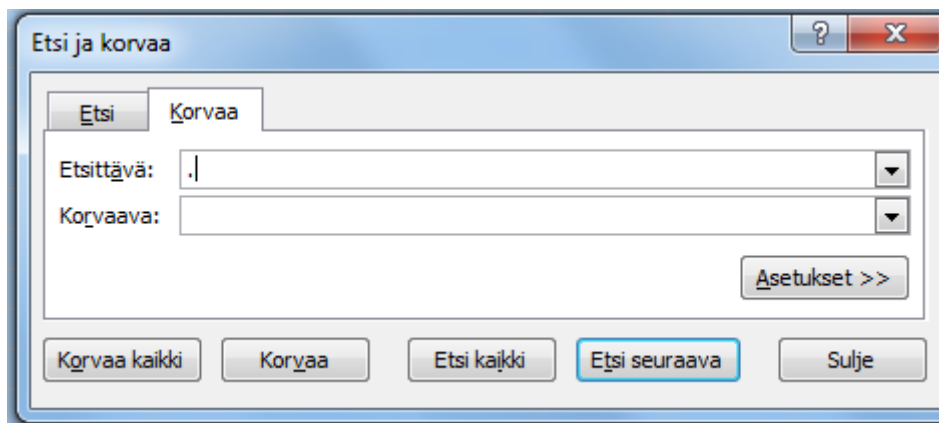 Etsi ja korvaa
Etsi Korvaa
Etsittävä: .
Korvaava:
Asetukset >>
Korvaa kaikki Korvaa Etsi kaikki Etsi seuraava Sulje